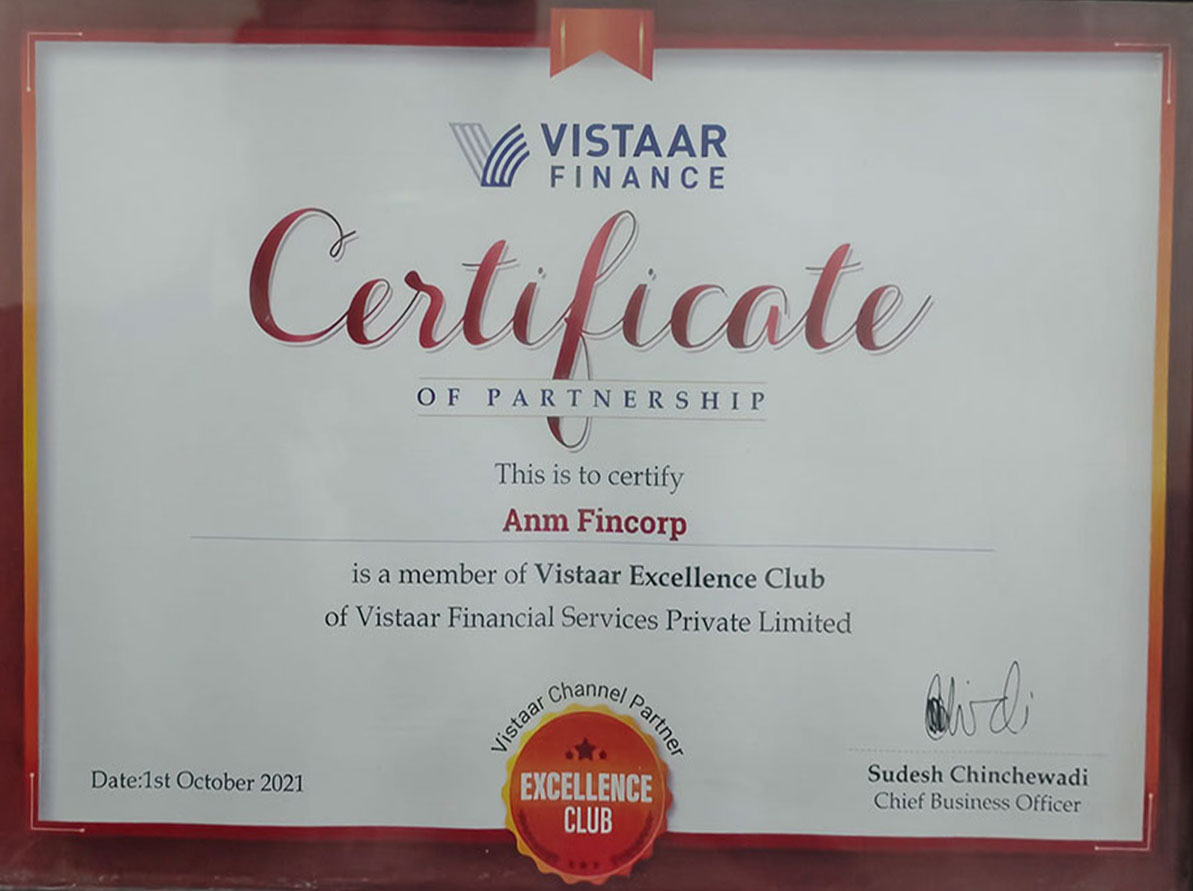 VISTAAR
FINANCE
Certificate
OF PARTNERSHIP
This is to certify
Anm Fincorp
is a member of Vistaar Excellence Club
of Vistaar Financial Services Private Limited
Vistaar Channel Partner
EXCELLENCE
CLUB
Date:1st October 2021
Sudesh Chinchewadi
Chief Business Officer